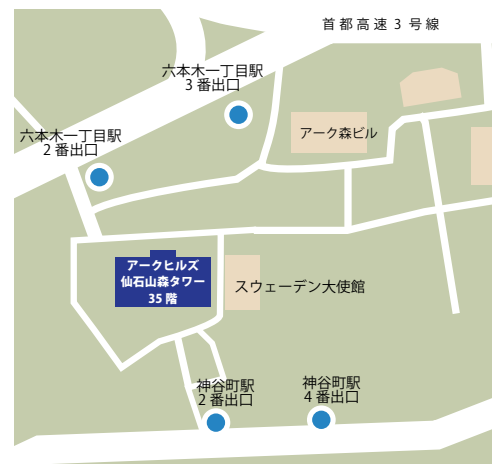 首都高速 3 号線
六本木一丁目駅
3 番出口
六本木一丁目駅
2 番出口
アーク森ビル
アークヒルズ
仙石山森タワー
35 階
スウェーデン大使館
神谷町駅
2 番出口
神谷町駅
4 番出口